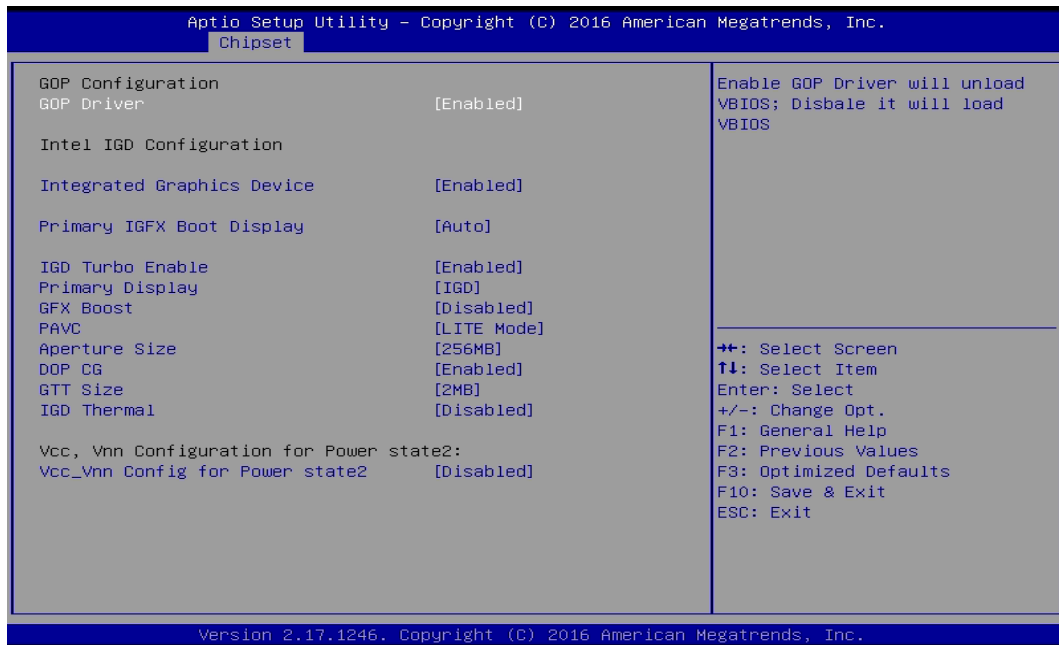 Aptio Setup Utility – Copyright (C) 2016 American Megatrends, Inc.
Chipset
GOP Configuration
GOP Driver [Enabled]
Intel IGD Configuration
Integrated Graphics Device [Enabled]
Primary IGFX Boot Display [Auto]
IGD Turbo Enable [Enabled]
Primary Display [IGD]
GFX Boost [Disabled]
PAVC [LITE Mode]
Aperture Size [256MB]
DOP CG [Enabled]
GTT Size [2MB]
IGD Thermal [Disabled]
Vcc, Vnn Configuration for Power state2:
Vcc_Vnn Config for Power state2 [Disabled]
Enable GOP Driver will unload
VBIOS; Disbale it will load
VBIOS
→←: Select Screen
↑↓: Select Item
Enter: Select
+/-: Change Opt.
F1: General Help
F2: Previous Values
F3: Optimized Defaults
F10: Save & Exit
ESC: Exit
Version 2.17.1246. Copyright (C) 2016 American Megatrends, Inc.